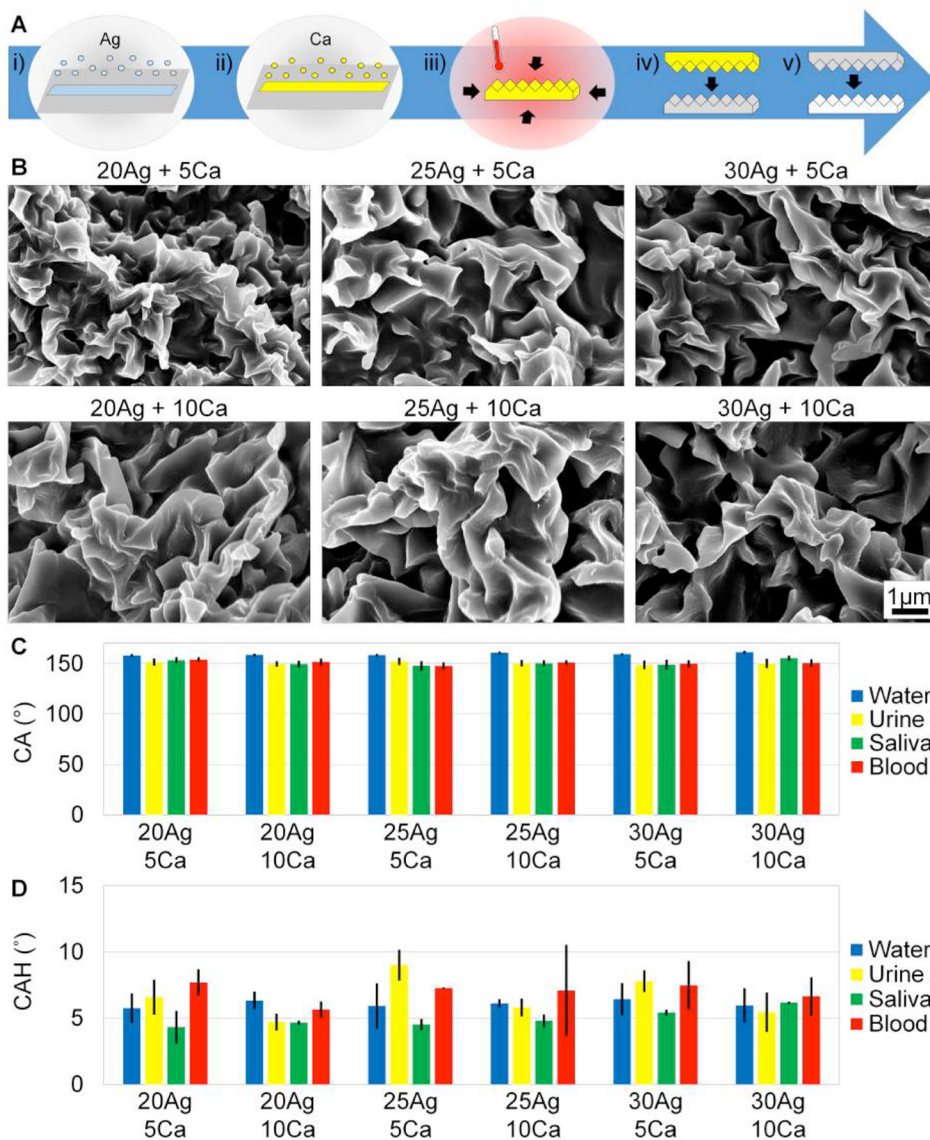 A
i)
Ag
ii)
Ca
iii)
iv)
v)
B
20Ag + 5Ca
25Ag + 5Ca
30Ag + 5Ca
20Ag + 10Ca
25Ag + 10Ca
30Ag + 10Ca
1μm
C
CA (°)
150
100
50
0
20Ag
5Ca
20Ag
10Ca
25Ag
5Ca
25Ag
10Ca
30Ag
5Ca
30Ag
10Ca
Water
Urine
Saliva
Blood
D
CAH (°)
15
10
5
0
20Ag
5Ca
20Ag
10Ca
25Ag
5Ca
25Ag
10Ca
30Ag
5Ca
30Ag
10Ca
Water
Urine
Saliva
Blood